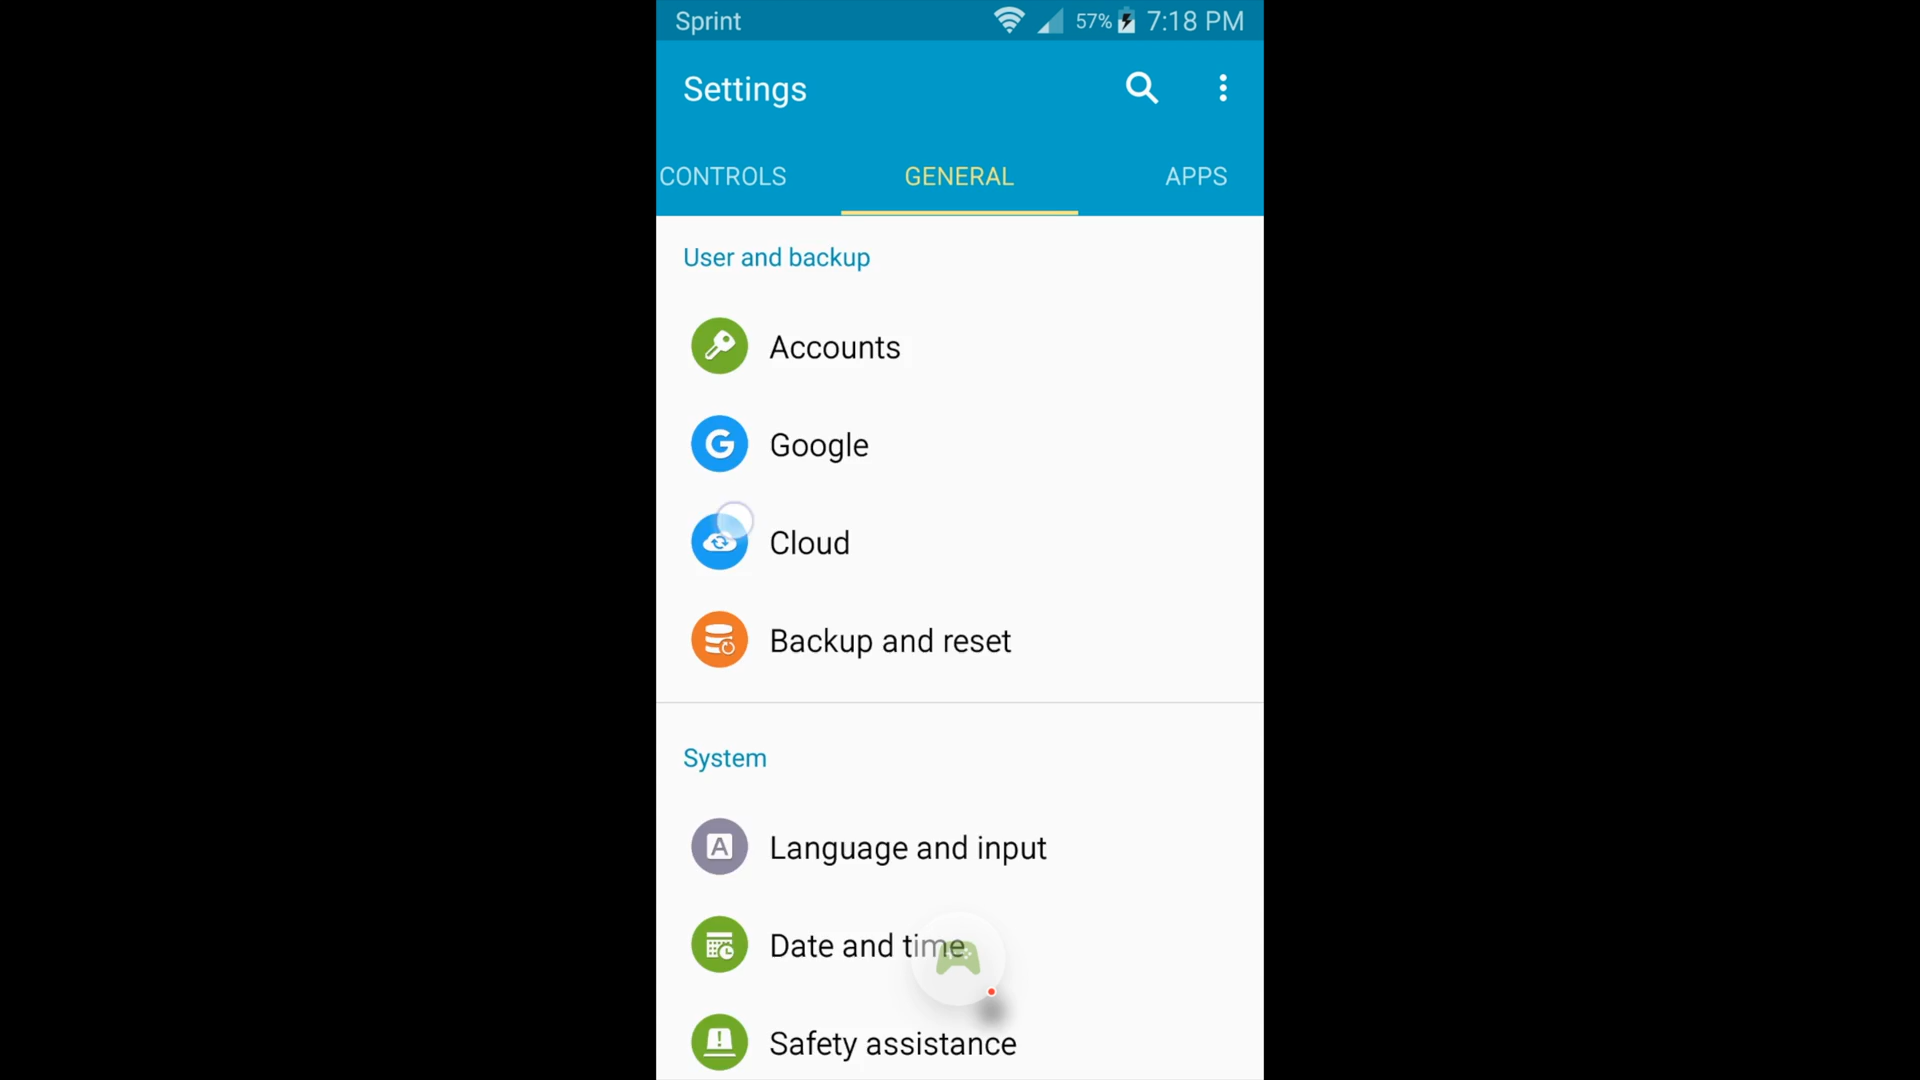 Sprint 57% 7:18 PM
Settings
CONTROLS GENERAL APPS
User and backup
Accounts
G Google
Cloud
Backup and reset
System
A Language and input
Date and time
Safety assistance